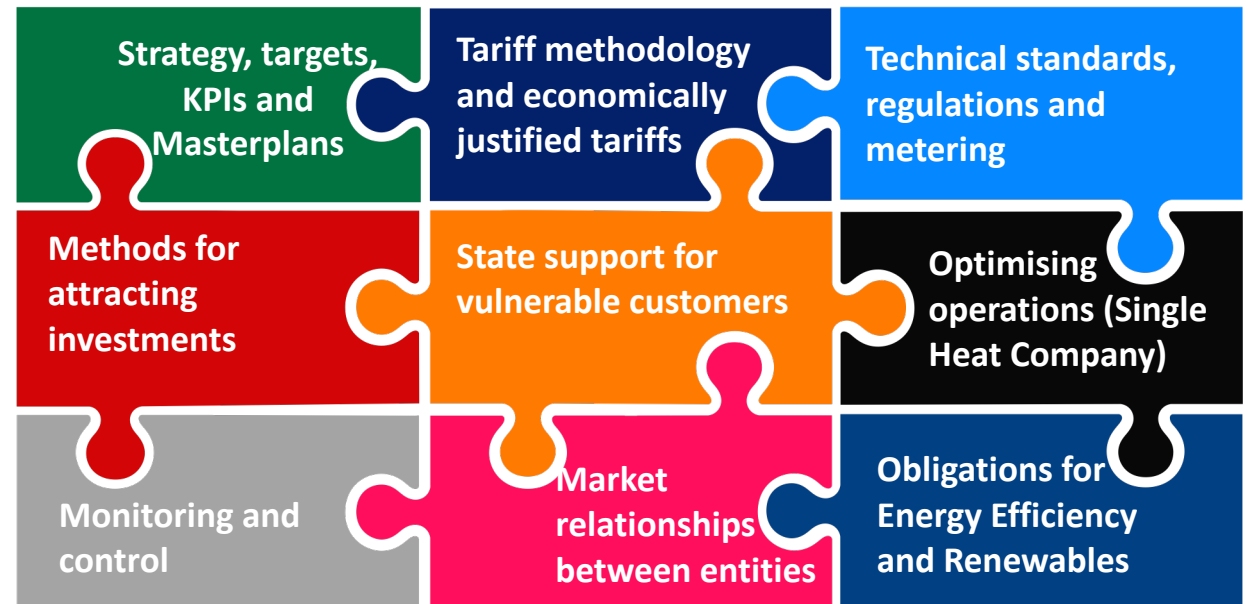 Strategy, targets,
KPIs and
Masterplans
Tariff methodology
and economically
justified tariffs
Technical standards,
regulations and
metering
Methods for
attracting
investments
State support for
vulnerable customers
Optimising
operations (Single
Heat Company)
Monitoring and
control
Market
relationships
between entities
Obligations for
Energy Efficiency
and Renewables